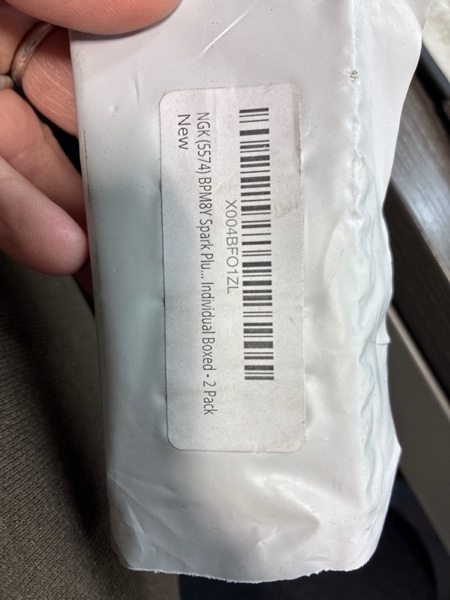 X004BFO1ZL
NGK (5574) BPM8Y Spark Plu... Individual Boxed - 2 Pack
New